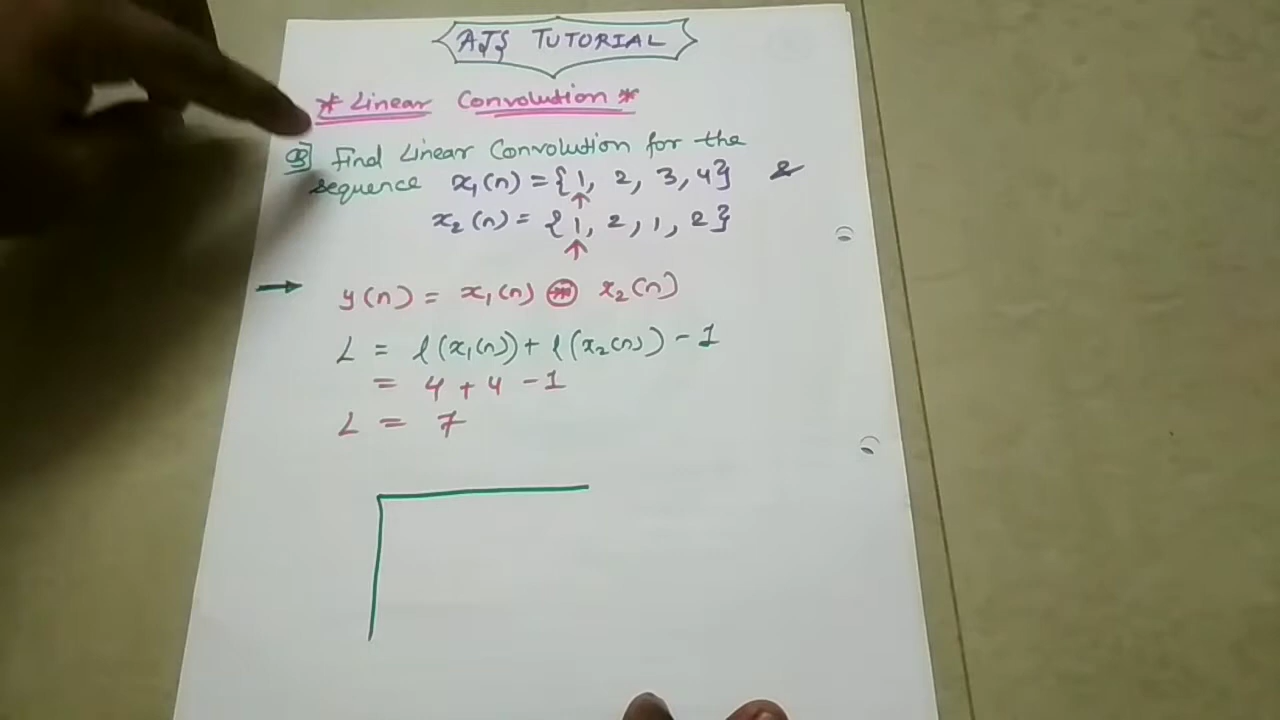 AJS TUTORIAL
* Linear Convolution *
Q] Find Linear Convolution for the
sequence x₁(n) = {1, 2, 3, 4} &
↑
x₂(n) = {1, 2, 1, 2}
↑
→ y(n) = x₁(n) ⊛ x₂(n)
L = l(x₁(n)) + l(x₂(n)) - 1
= 4 + 4 - 1
L = 7